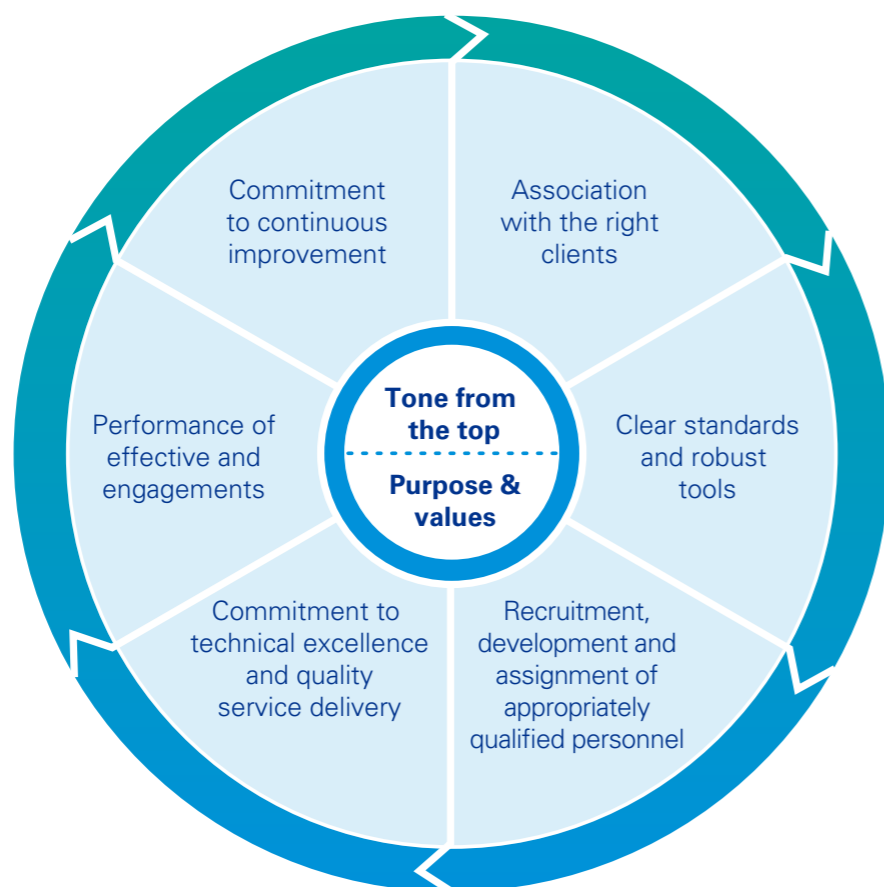 Commitment
to continuous
improvement
Association
with the right
clients
Performance of
effective and
engagements
Tone from
the top
Purpose &
values
Clear standards
and robust
tools
Commitment to
technical excellence
and quality
service delivery
Recruitment,
development and
assignment of
appropriately
qualified personnel